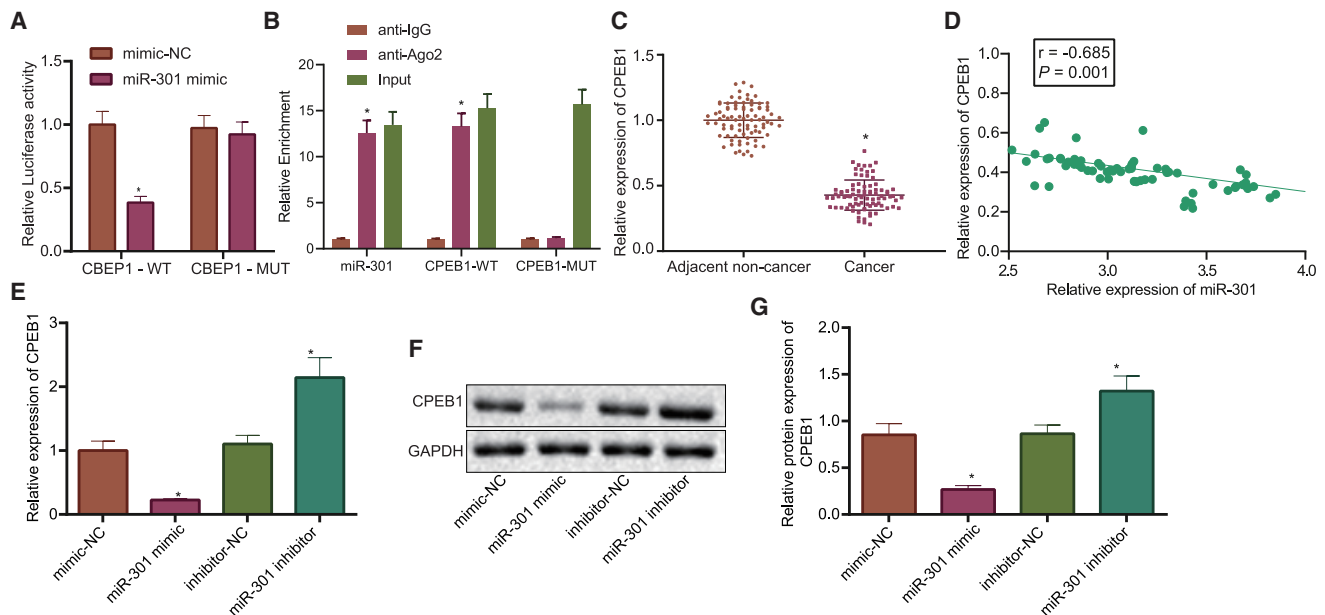 A
mimic-NC
miR-301 mimic
Relative Luciferase activity
1.5
1.0
0.5
0.0
*
CBEP1 - WT
CBEP1 - MUT
B
anti-IgG
anti-Ago2
Input
Relative Enrichment
20
15
10
5
0
*
*
miR-301
CPEB1-WT
CPEB1-MUT
C
Relative expression of CPEB1
1.5
1.0
0.5
0.0
*
Adjacent non-cancer
Cancer
D
r = -0.685
P = 0.001
Relative expression of CPEB1
1.0
0.8
0.6
0.4
0.2
0.0
2.5
3.0
3.5
4.0
Relative expression of miR-301
E
Relative expression of CPEB1
3
2
1
0
*
*
mimic-NC
miR-301 mimic
inhibitor-NC
miR-301 inhibitor
F
CPEB1
GAPDH
mimic-NC
miR-301 mimic
inhibitor-NC
miR-301 inhibitor
G
Relative protein expression of
CPEB1
2.0
1.5
1.0
0.5
0.0
*
*
mimic-NC
miR-301 mimic
inhibitor-NC
miR-301 inhibitor